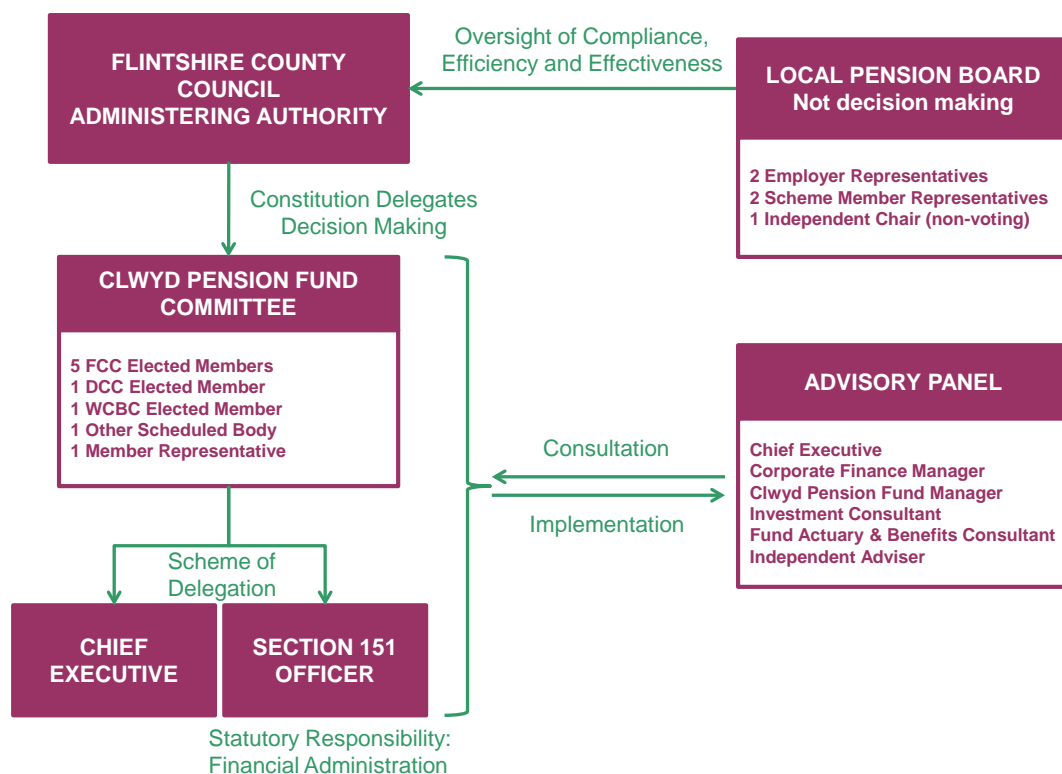 FLINTSHIRE COUNTY
COUNCIL
ADMINISTERING AUTHORITY
Oversight of Compliance,
Efficiency and Effectiveness
LOCAL PENSION BOARD
Not decision making
2 Employer Representatives
2 Scheme Member Representatives
1 Independent Chair (non-voting)
Constitution Delegates
Decision Making
CLWYD PENSION FUND
COMMITTEE
5 FCC Elected Members
1 DCC Elected Member
1 WCBC Elected Member
1 Other Scheduled Body
1 Member Representative
ADVISORY PANEL
Chief Executive
Corporate Finance Manager
Clwyd Pension Fund Manager
Investment Consultant
Fund Actuary & Benefits Consultant
Independent Adviser
Consultation
Implementation
Scheme of
Delegation
CHIEF
EXECUTIVE
SECTION 151
OFFICER
Statutory Responsibility:
Financial Administration